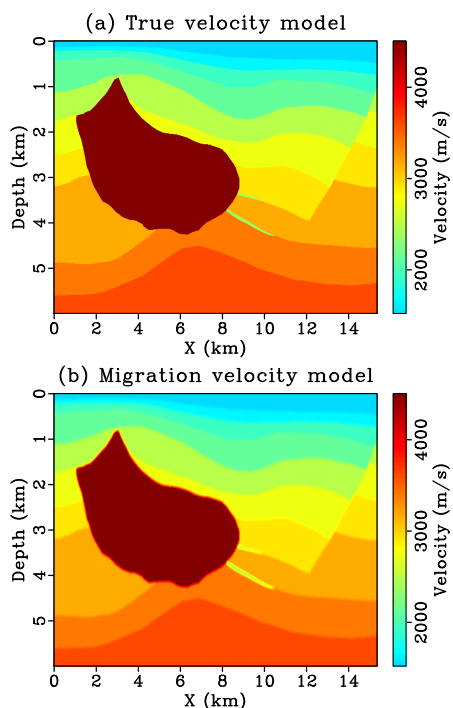 (a) True velocity model
0
1
2
3
4
5
Depth (km)
0 2 4 6 8 10 12 14
X (km)
2000 3000 4000
Velocity (m/s)
(b) Migration velocity model
0
1
2
3
4
5
Depth (km)
0 2 4 6 8 10 12 14
X (km)
2000 3000 4000
Velocity (m/s)